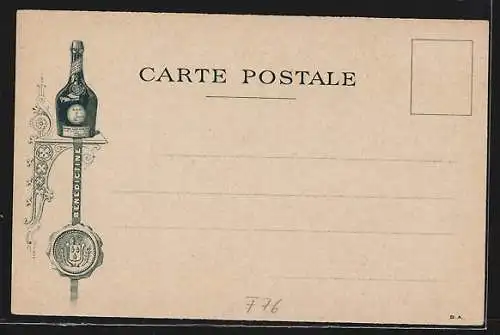 CARTE POSTALE
BENEDICTINE
F 76
B.A.